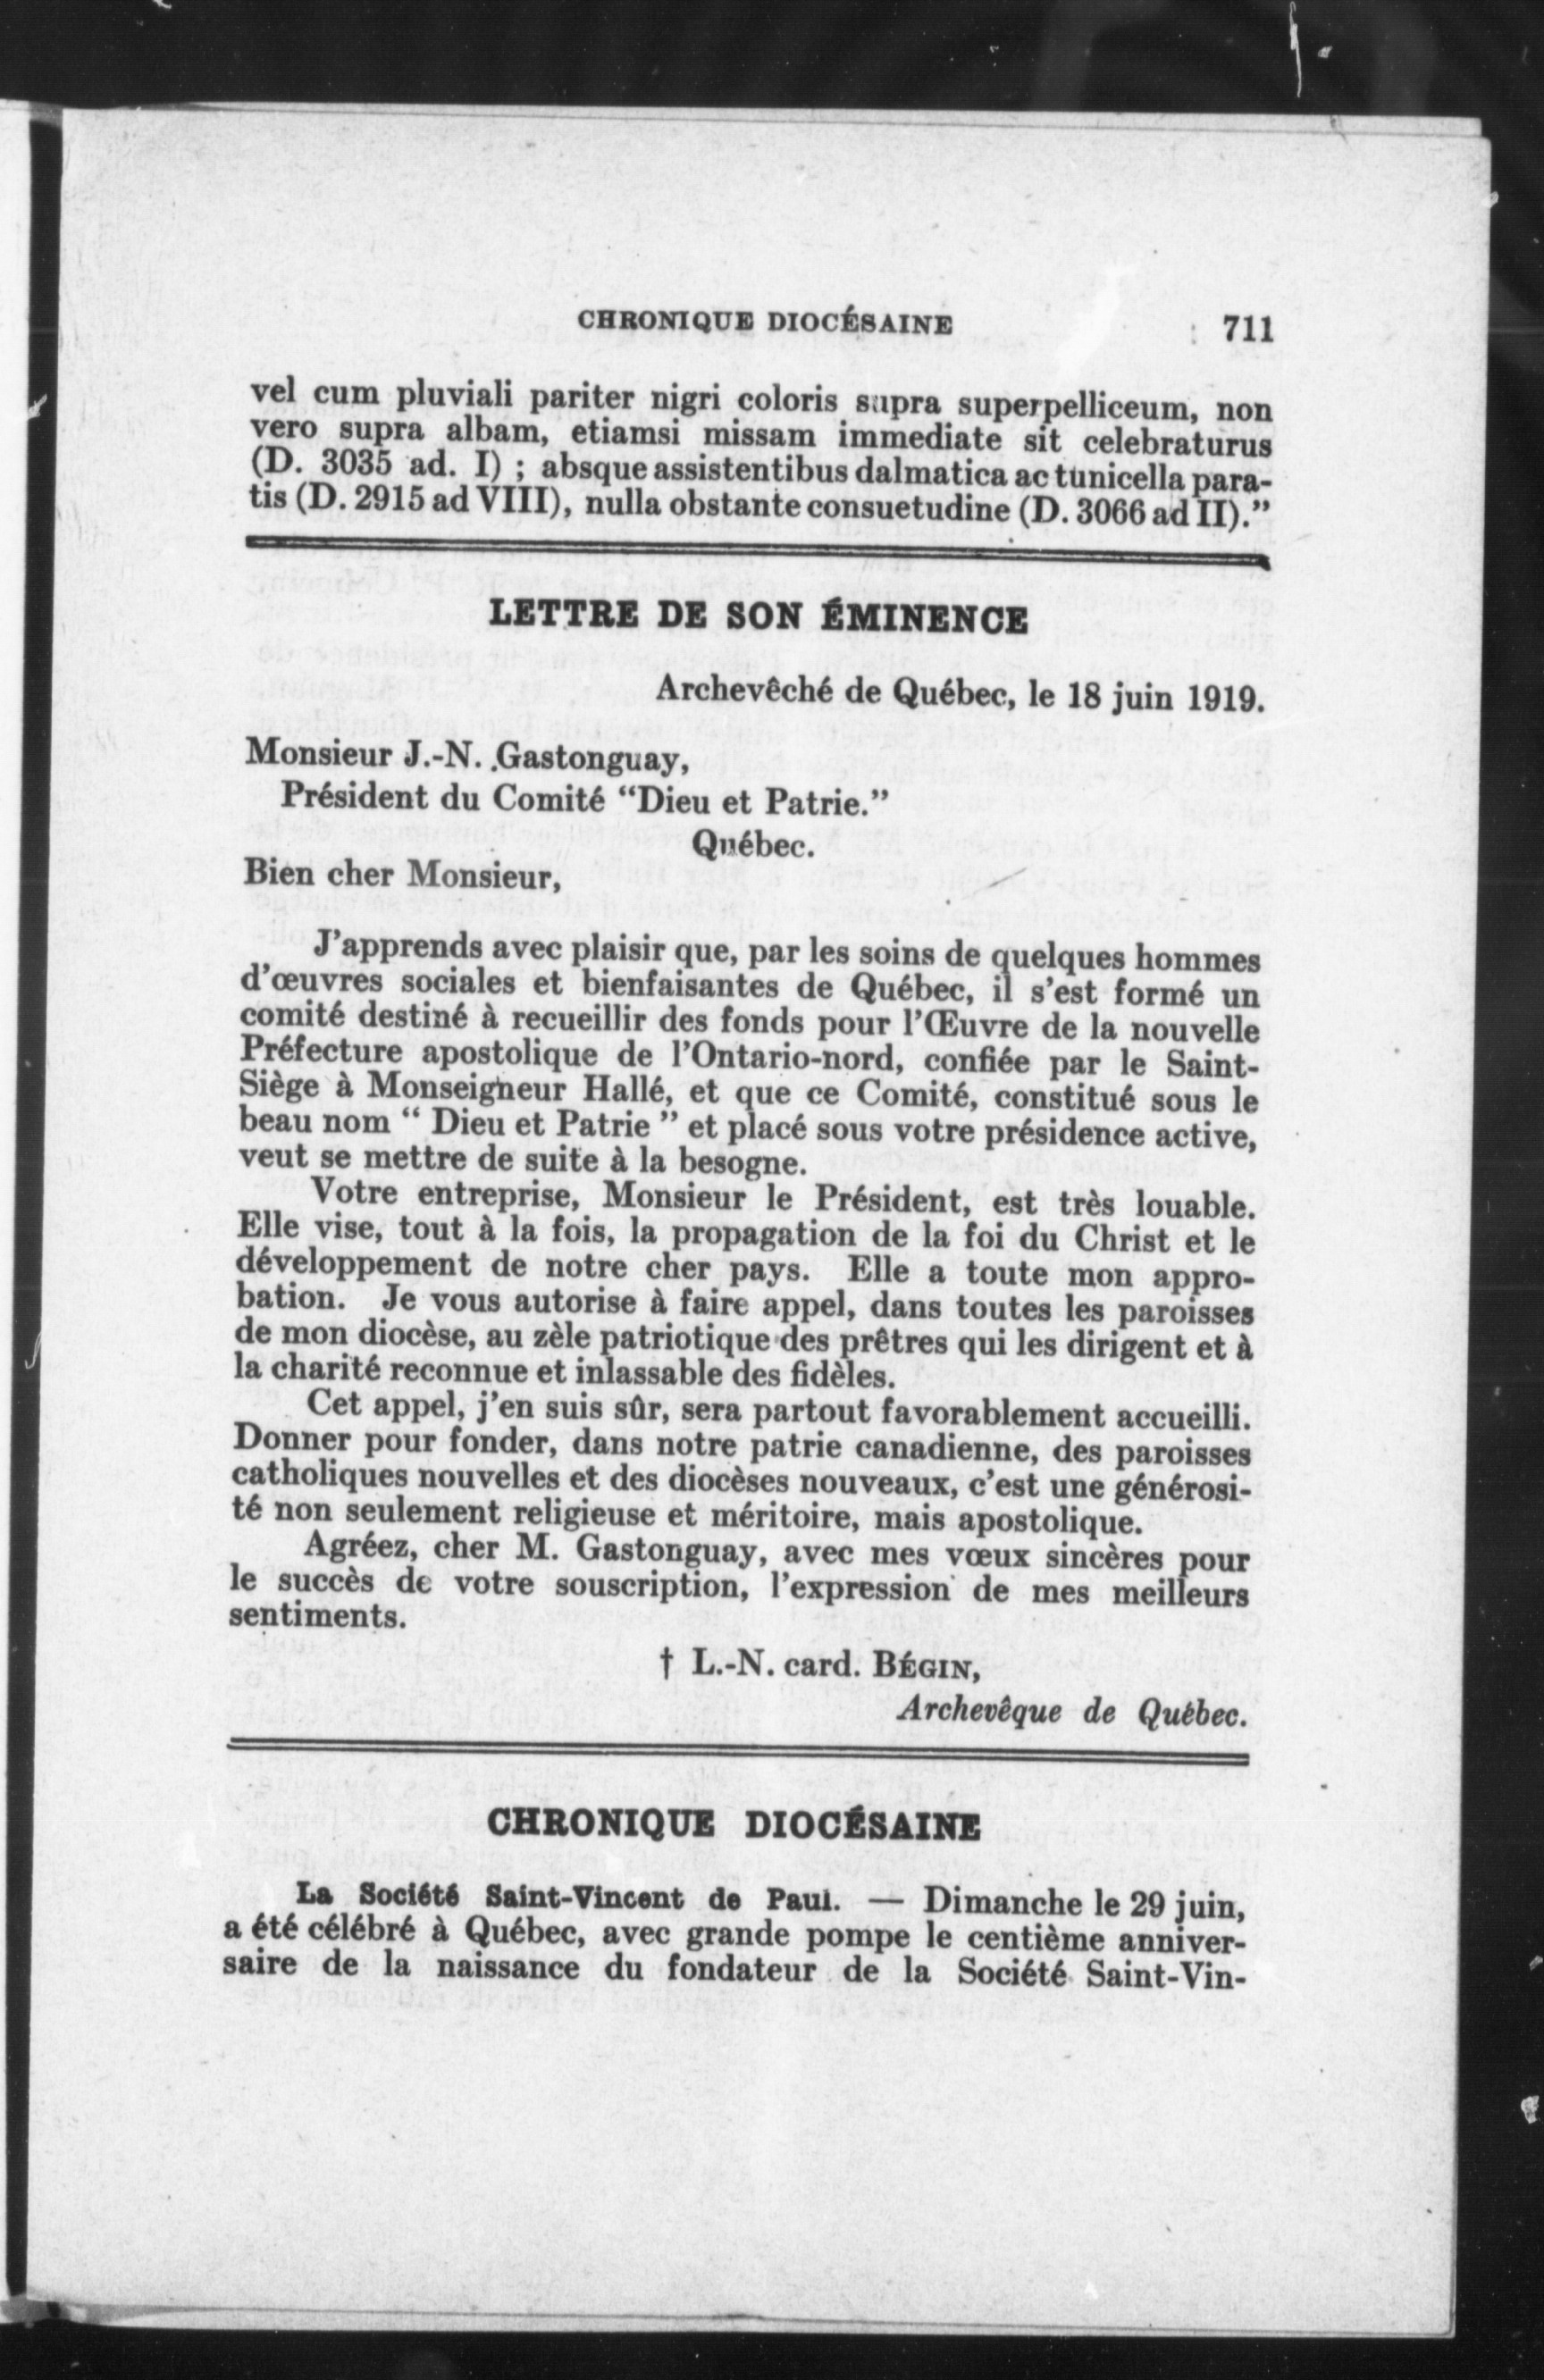 CHRONIQUE DIOCÉSAINE 711
vel cum pluviali pariter nigri coloris supra superpelliceum, non
vero supra albam, etiamsi missam immediate sit celebraturus
(D. 3035 ad. I) ; absque assistentibus dalmatica ac tunicella para-
tis (D. 2915 ad VIII), nulla obstante consuetudine (D. 3066 ad II)."
LETTRE DE SON ÉMINENCE
Archevêché de Québec, le 18 juin 1919.
Monsieur J.-N. Gastonguay,
Président du Comité "Dieu et Patrie."
Québec.
Bien cher Monsieur,
J'apprends avec plaisir que, par les soins de quelques hommes
d'œuvres sociales et bienfaisantes de Québec, il s'est formé un
comité destiné à recueillir des fonds pour l'Œuvre de la nouvelle
Préfecture apostolique de l'Ontario-nord, confiée par le Saint-
Siège à Monseigneur Hallé, et que ce Comité, constitué sous le
beau nom " Dieu et Patrie " et placé sous votre présidence active,
veut se mettre de suite à la besogne.
Votre entreprise, Monsieur le Président, est très louable.
Elle vise, tout à la fois, la propagation de la foi du Christ et le
développement de notre cher pays. Elle a toute mon appro-
bation. Je vous autorise à faire appel, dans toutes les paroisses
de mon diocèse, au zèle patriotique des prêtres qui les dirigent et à
la charité reconnue et inlassable des fidèles.
Cet appel, j'en suis sûr, sera partout favorablement accueilli.
Donner pour fonder, dans notre patrie canadienne, des paroisses
catholiques nouvelles et des diocèses nouveaux, c'est une générosi-
té non seulement religieuse et méritoire, mais apostolique.
Agréez, cher M. Gastonguay, avec mes vœux sincères pour
le succès de votre souscription, l'expression de mes meilleurs
sentiments.
† L.-N. card. BÉGIN,
Archevêque de Québec.
CHRONIQUE DIOCÉSAINE
La Société Saint-Vincent de Paul. — Dimanche le 29 juin,
a été célébré à Québec, avec grande pompe le centième anniver-
saire de la naissance du fondateur de la Société Saint-Vin-